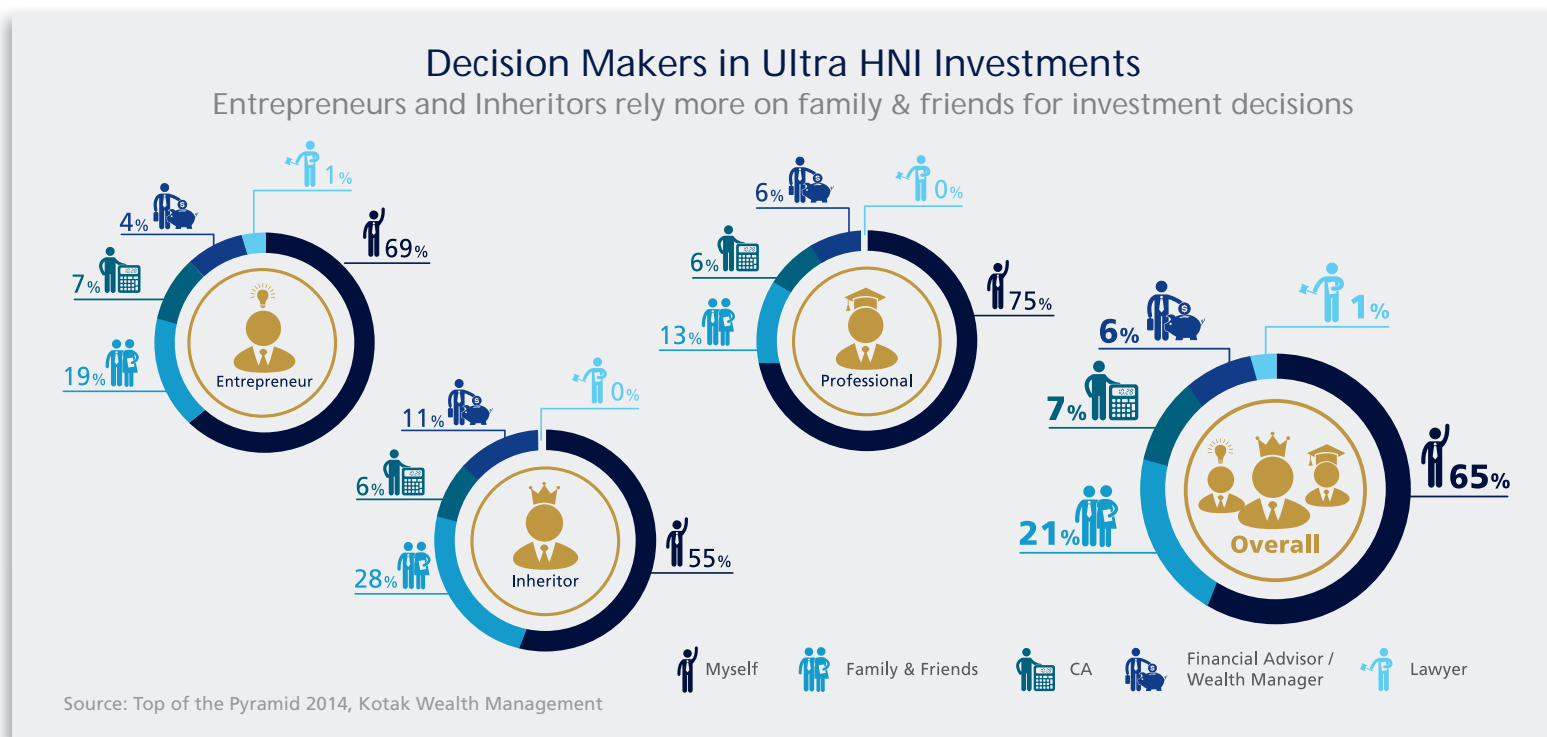 Decision Makers in Ultra HNI Investments
Entrepreneurs and Inheritors rely more on family & friends for investment decisions
1%
4%
69%
7%
19%
Entrepreneur
0%
11%
6%
55%
28%
Inheritor
0%
6%
6%
75%
13%
Professional
1%
6%
7%
65%
21%
Overall
Myself
Family & Friends
CA
Financial Advisor /
Wealth Manager
Lawyer
Source: Top of the Pyramid 2014, Kotak Wealth Management